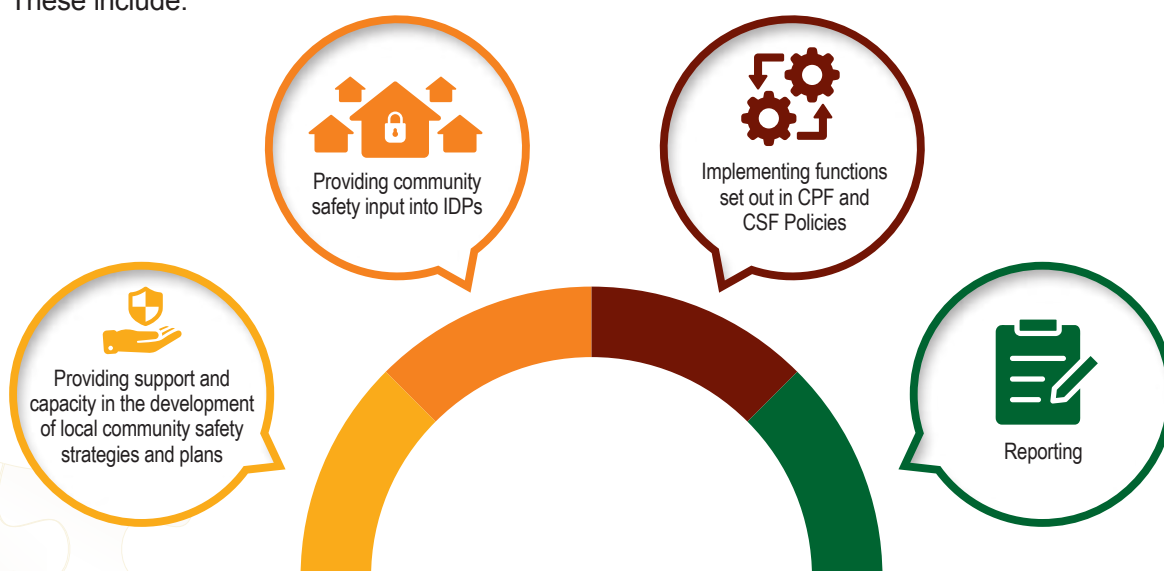 These include:
Providing community
safety input into IDPs
Implementing functions
set out in CPF and
CSF Policies
Providing support and
capacity in the development
of local community safety
strategies and plans
Reporting